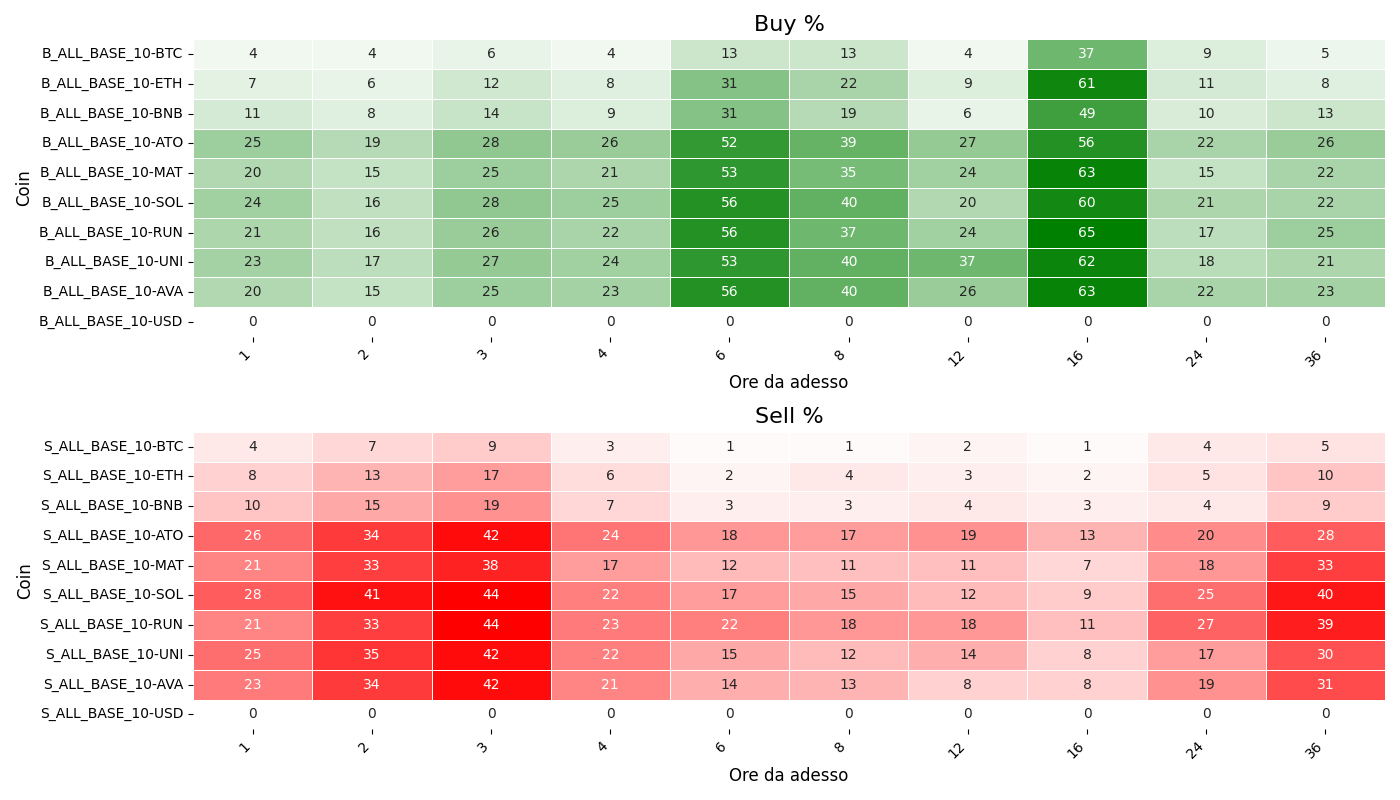 Buy %
Coin
B_ALL_BASE_10-BTC 4 4 6 4 13 13 4 37 9 5
B_ALL_BASE_10-ETH 7 6 12 8 31 22 9 61 11 8
B_ALL_BASE_10-BNB 11 8 14 9 31 19 6 49 10 13
B_ALL_BASE_10-ATO 25 19 28 26 52 39 27 56 22 26
B_ALL_BASE_10-MAT 20 15 25 21 53 35 24 63 15 22
B_ALL_BASE_10-SOL 24 16 28 25 56 40 20 60 21 22
B_ALL_BASE_10-RUN 21 16 26 22 56 37 24 65 17 25
B_ALL_BASE_10-UNI 23 17 27 24 53 40 37 62 18 21
B_ALL_BASE_10-AVA 20 15 25 23 56 40 26 63 22 23
B_ALL_BASE_10-USD 0 0 0 0 0 0 0 0 0 0
1 2 3 4 6 8 12 16 24 36
Ore da adesso
Sell %
Coin
S_ALL_BASE_10-BTC 4 7 9 3 1 1 2 1 4 5
S_ALL_BASE_10-ETH 8 13 17 6 2 4 3 2 5 10
S_ALL_BASE_10-BNB 10 15 19 7 3 3 4 3 4 9
S_ALL_BASE_10-ATO 26 34 42 24 18 17 19 13 20 28
S_ALL_BASE_10-MAT 21 33 38 17 12 11 11 7 18 33
S_ALL_BASE_10-SOL 28 41 44 22 17 15 12 9 25 40
S_ALL_BASE_10-RUN 21 33 44 23 22 18 18 11 27 39
S_ALL_BASE_10-UNI 25 35 42 22 15 12 14 8 17 30
S_ALL_BASE_10-AVA 23 34 42 21 14 13 8 8 19 31
S_ALL_BASE_10-USD 0 0 0 0 0 0 0 0 0 0
1 2 3 4 6 8 12 16 24 36
Ore da adesso